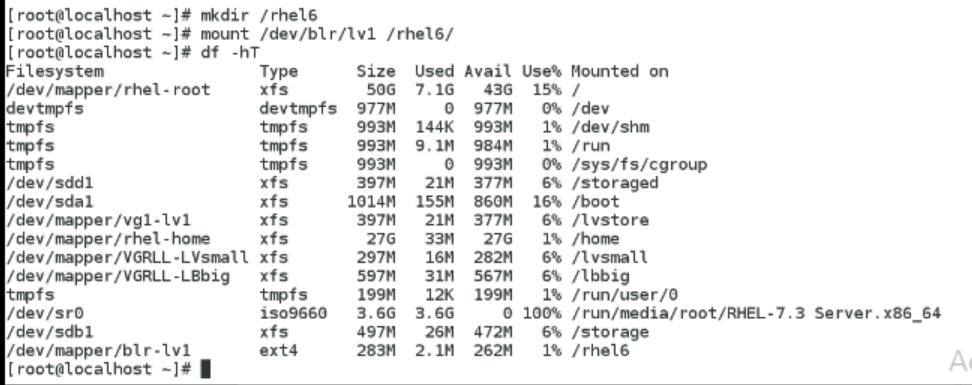 [root@localhost ~]# mkdir /rhel6
[root@localhost ~]# mount /dev/blr/lv1 /rhel6/
[root@localhost ~]# df -hT
Filesystem                Type      Size  Used Avail Use% Mounted on
/dev/mapper/rhel-root     xfs        50G  7.1G   43G  15% /
devtmpfs                  devtmpfs  977M     0  977M   0% /dev
tmpfs                     tmpfs     993M  144K  993M   1% /dev/shm
tmpfs                     tmpfs     993M  9.1M  984M   1% /run
tmpfs                     tmpfs     993M     0  993M   0% /sys/fs/cgroup
/dev/sdd1                 xfs       397M   21M  377M   6% /storaged
/dev/sda1                 xfs      1014M  155M  860M  16% /boot
/dev/mapper/vg1-lv1       xfs       397M   21M  377M   6% /lvstore
/dev/mapper/rhel-home     xfs        27G   33M   27G   1% /home
/dev/mapper/VGRLL-LVsmall xfs       297M   16M  282M   6% /lvsmall
/dev/mapper/VGRLL-LBbig   xfs       597M   31M  567M   6% /lbbig
tmpfs                     tmpfs     199M   12K  199M   1% /run/user/0
/dev/sr0                  iso9660   3.6G  3.6G     0 100% /run/media/root/RHEL-7.3 Server.x86_64
/dev/sdb1                 xfs       497M   26M  472M   6% /storage
/dev/mapper/blr-lv1       ext4      283M  2.1M  262M   1% /rhel6
[root@localhost ~]#